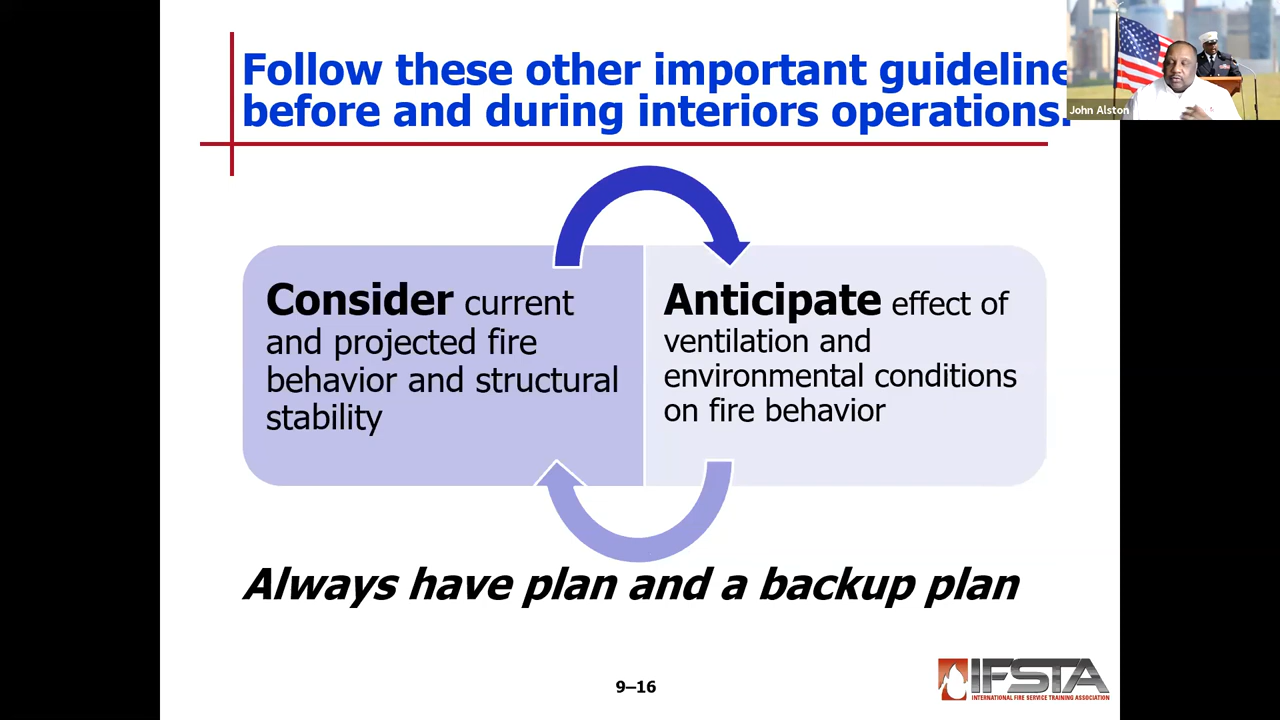 Follow these other important guideline
before and during interiors operations.
John Alston
Consider current
and projected fire
behavior and structural
stability
Anticipate effect of
ventilation and
environmental conditions
on fire behavior
Always have plan and a backup plan
9–16
IFSTA
INTERNATIONAL FIRE SERVICE TRAINING ASSOCIATION